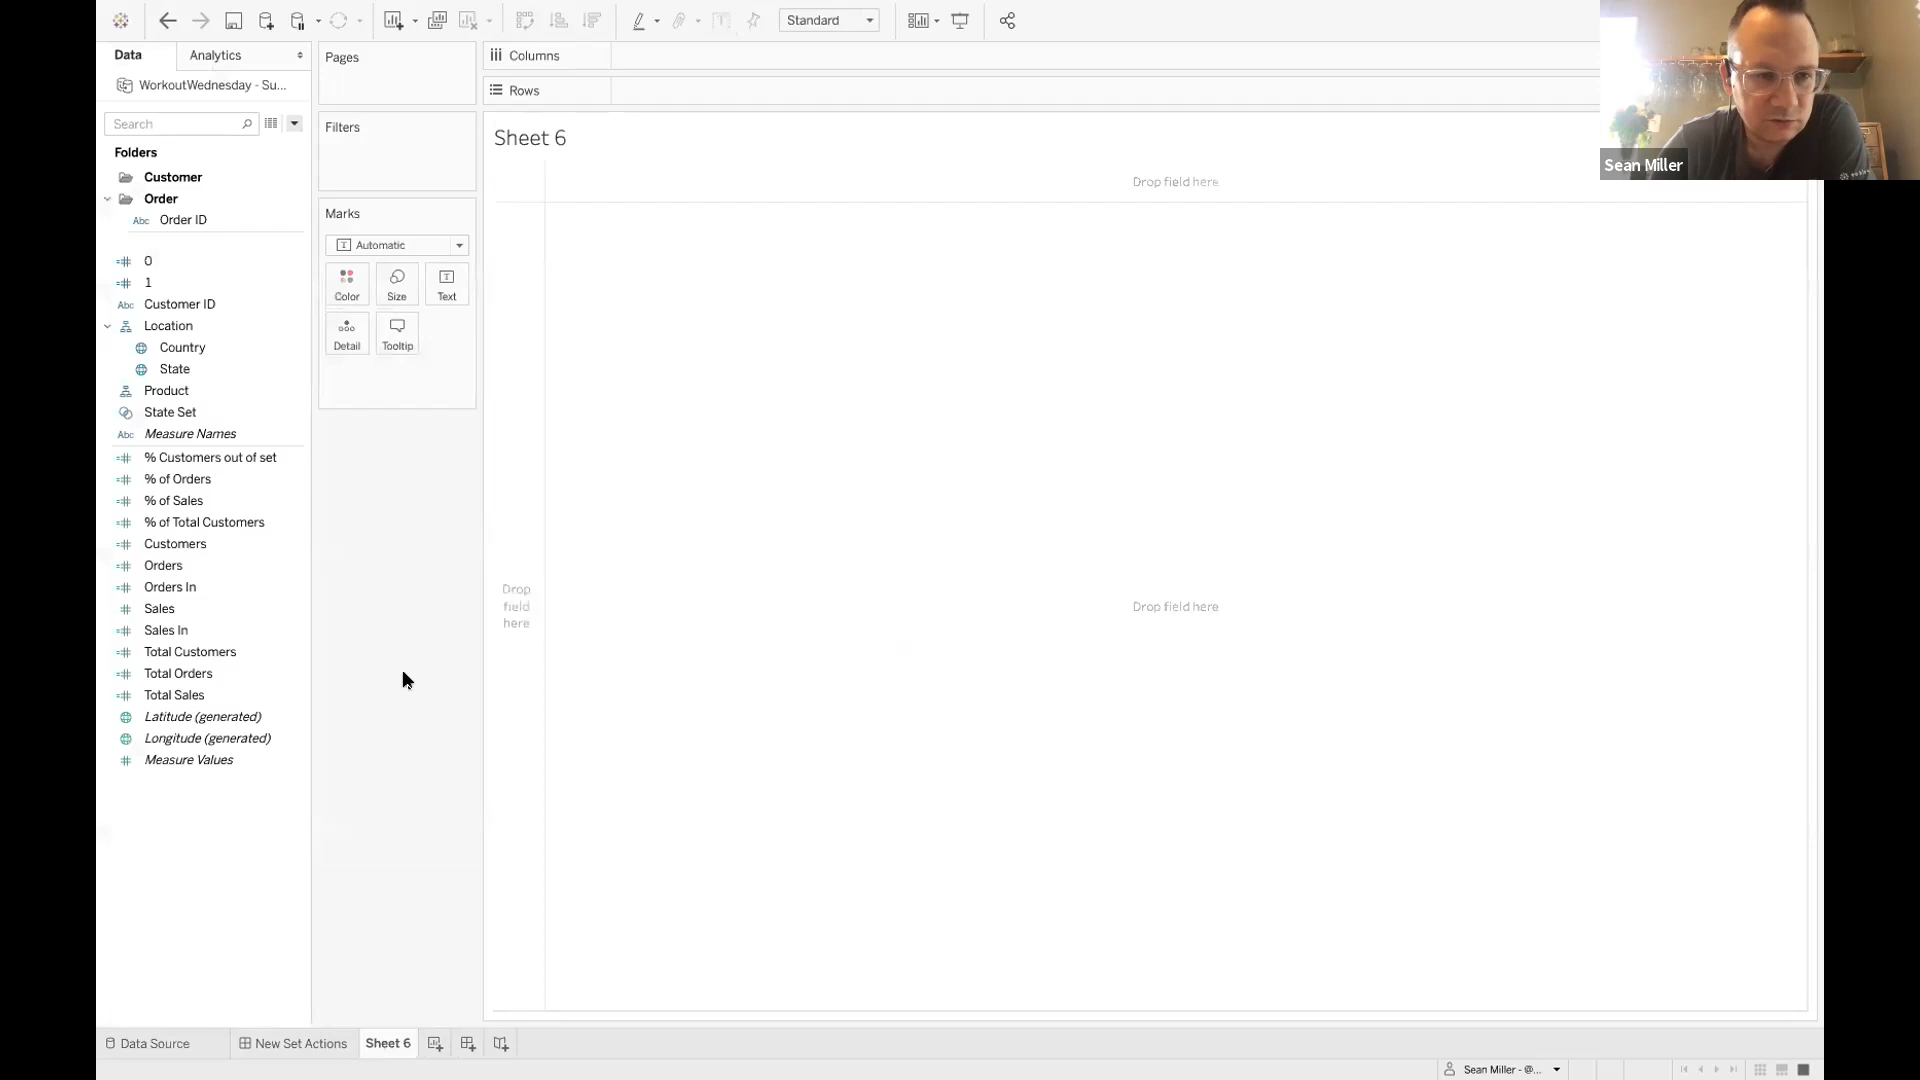 Standard
Data
Analytics
WorkoutWednesday - Su...
Search
Folders
Customer
Order
Abc Order ID
0
1
Abc Customer ID
Location
Country
State
Product
State Set
Abc Measure Names
% Customers out of set
% of Orders
% of Sales
% of Total Customers
Customers
Orders
Orders In
Sales
Sales In
Total Customers
Total Orders
Total Sales
Latitude (generated)
Longitude (generated)
Measure Values
Pages
Filters
Marks
Automatic
Color
Size
Text
Detail
Tooltip
Columns
Rows
Sheet 6
Drop field here
Drop
field
here
Drop field here
Sean Miller
Data Source
New Set Actions
Sheet 6
Sean Miller - @...